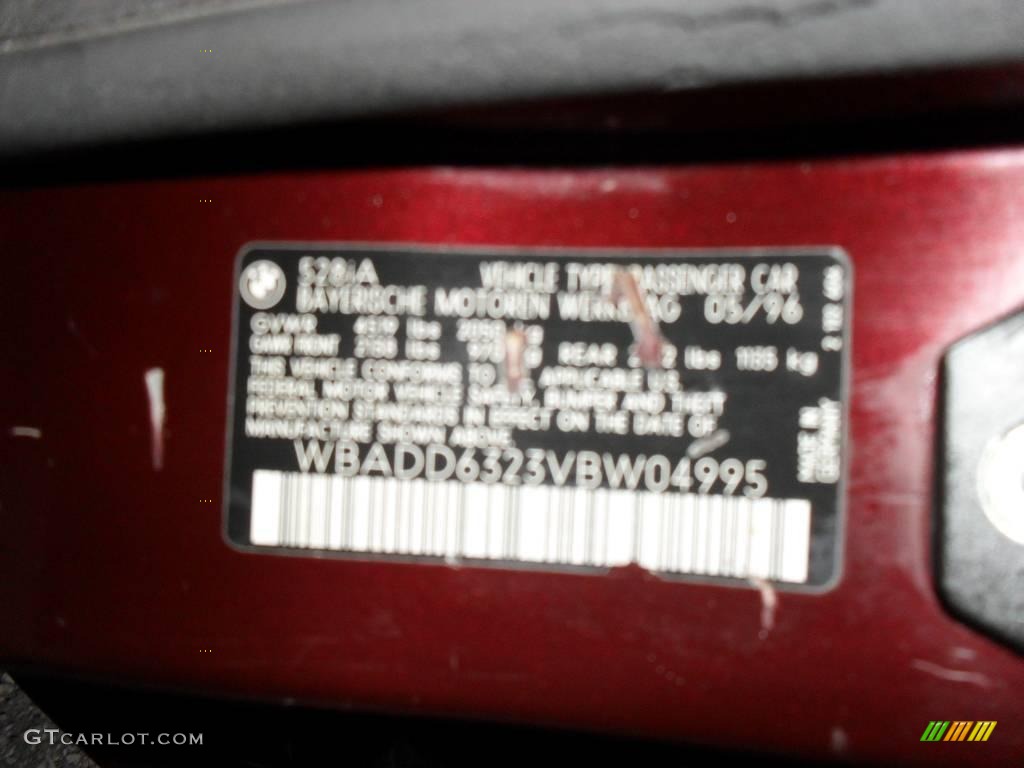 528iA VEHICLE TYPE: PASSENGER CAR
BAYERISCHE MOTOREN WERKE AG 05/96
GVWR lbs kg
GAWR FRONT lbs REAR lbs 1185 kg
THIS VEHICLE CONFORMS TO APPLICABLE U.S.
FEDERAL MOTOR VEHICLE SAFETY, BUMPER AND THEFT
PREVENTION STANDARDS IN EFFECT ON THE DATE OF
MANUFACTURE SHOWN ABOVE.
WBADD6323VBW04995
MADE IN
GERMANY
GTCARLOT.COM